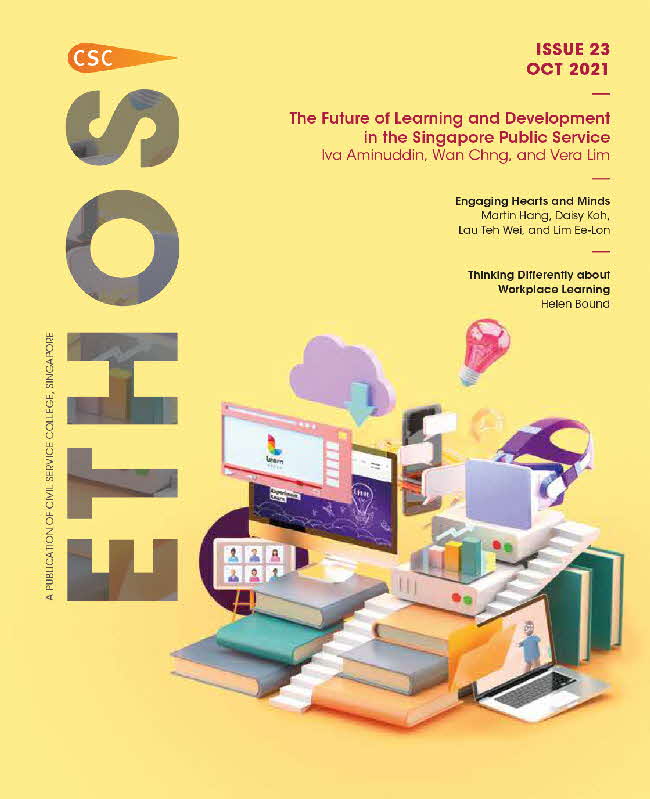 CSC
ETHOS
A PUBLICATION OF CIVIL SERVICE COLLEGE, SINGAPORE
ISSUE 23
OCT 2021
The Future of Learning and Development
in the Singapore Public Service
Iva Aminuddin, Wan Chng, and Vera Lim
Engaging Hearts and Minds
Martin Hang, Daisy Koh,
Lau Teh Wei, and Lim Ee-Lon
Thinking Differently about
Workplace Learning
Helen Bound
learn